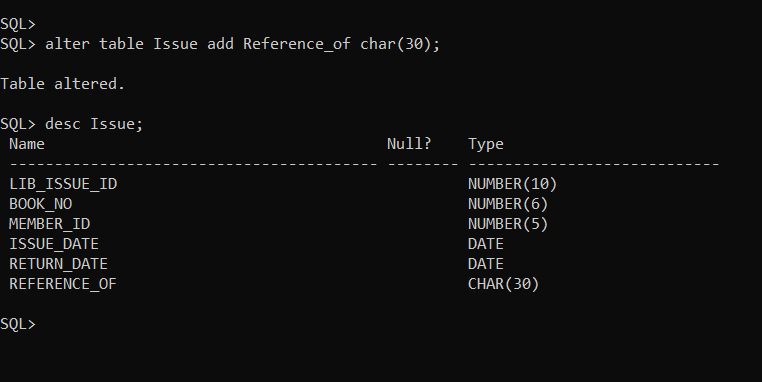 SQL>
SQL> alter table Issue add Reference_of char(30);
Table altered.
SQL> desc Issue;
Name Null? Type
----------------------------------------- -------- ----------------------------
LIB_ISSUE_ID NUMBER(10)
BOOK_NO NUMBER(6)
MEMBER_ID NUMBER(5)
ISSUE_DATE DATE
RETURN_DATE DATE
REFERENCE_OF CHAR(30)
SQL>